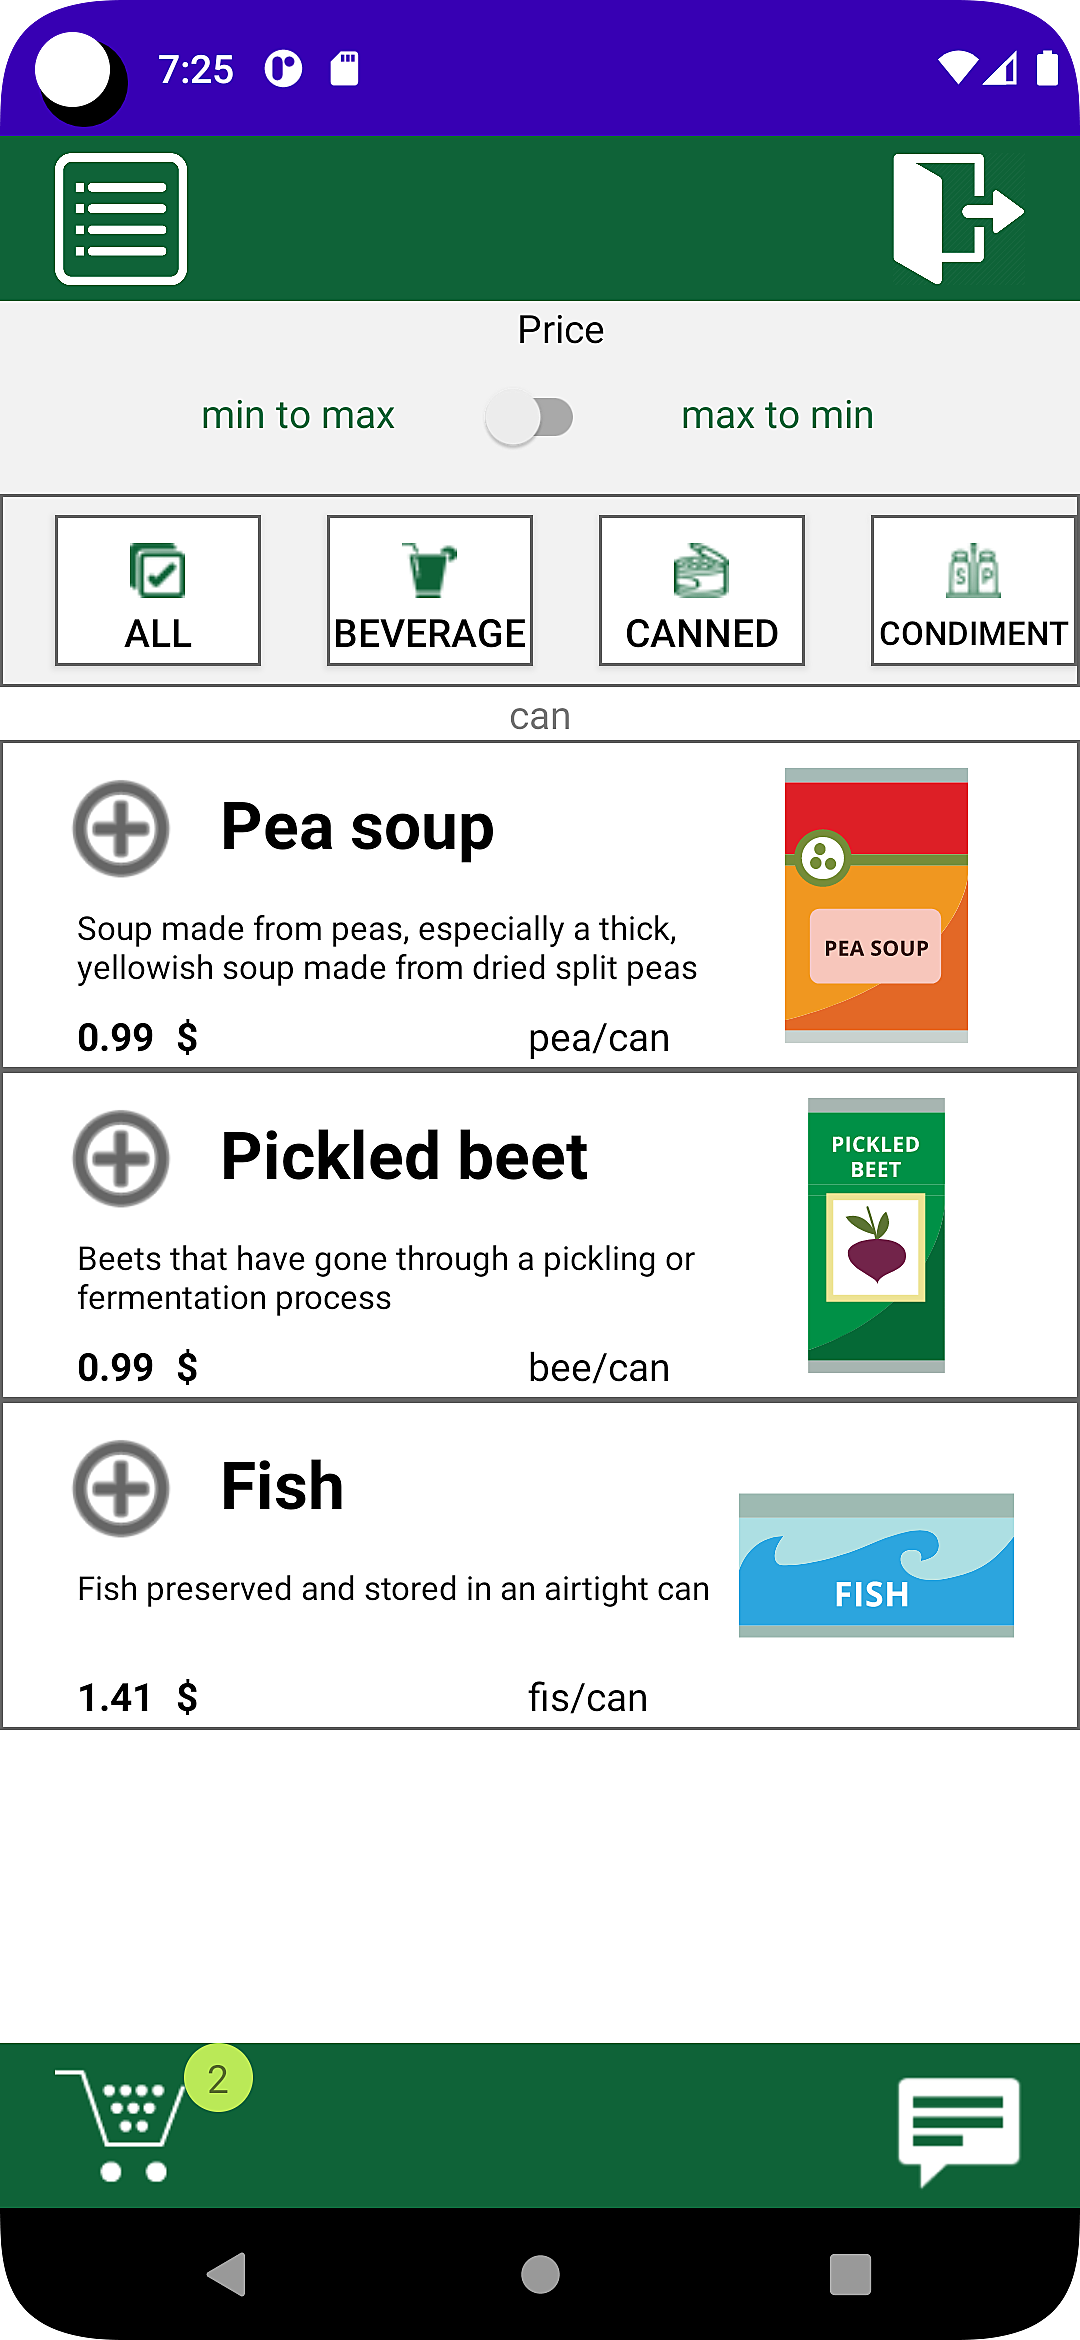 7:25
Price
min to max
max to min
ALL
BEVERAGE
CANNED
CONDIMENT
S P
can
Pea soup
Soup made from peas, especially a thick,
yellowish soup made from dried split peas
0.99 $
pea/can
PEA SOUP
Pickled beet
Beets that have gone through a pickling or
fermentation process
0.99 $
bee/can
PICKLED
BEET
Fish
Fish preserved and stored in an airtight can
1.41 $
fis/can
FISH
2